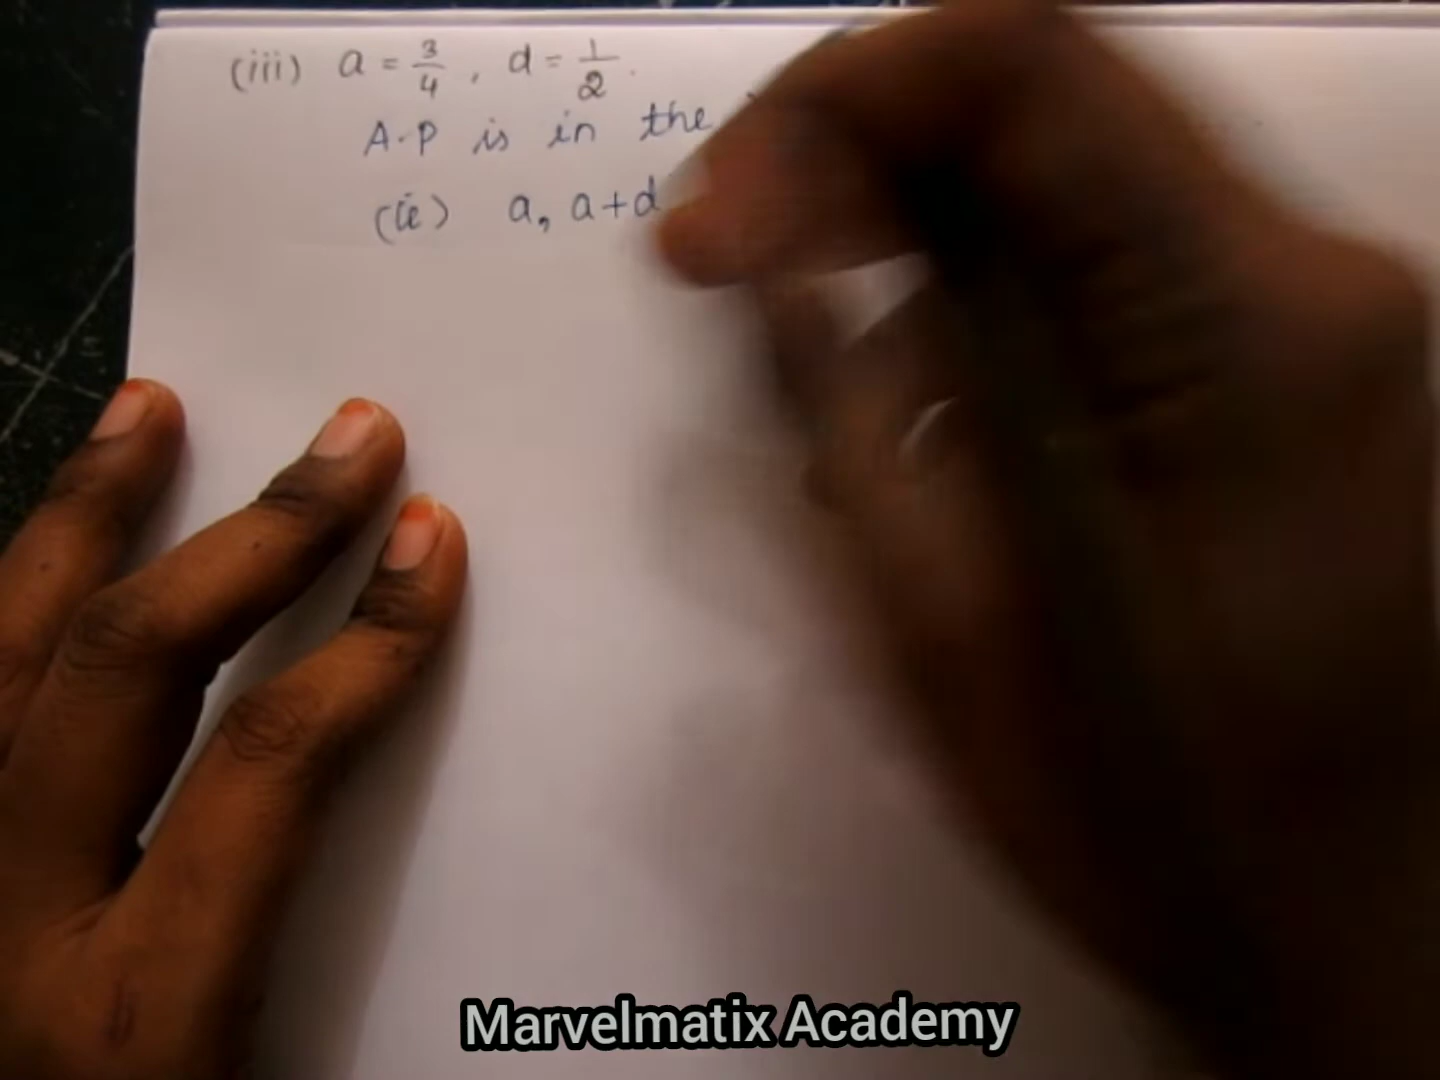 (iii) a = 3/4 , d = 1/2 .
A.P is in the
(ie) a, a+d
Marvelmatix Academy